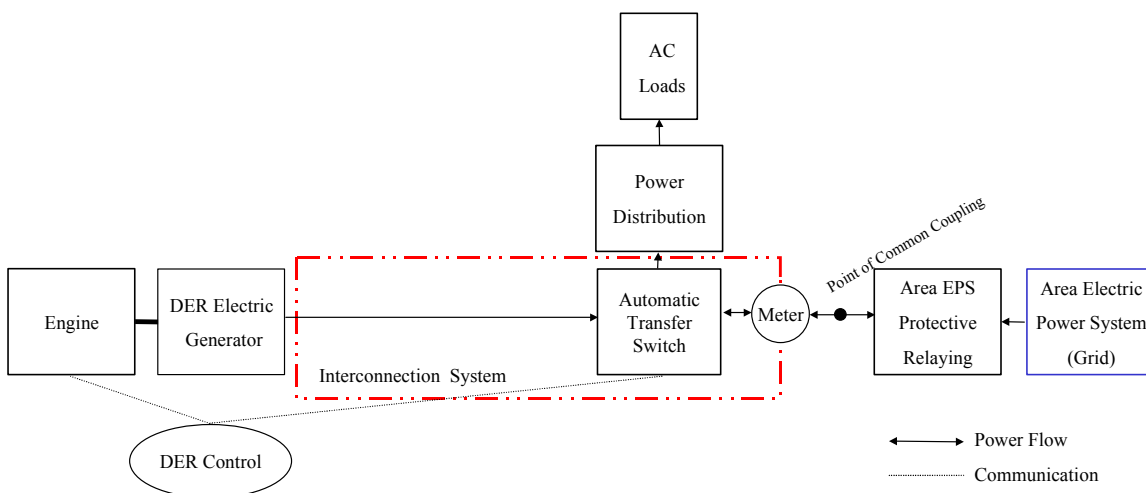 AC
Loads
Power
Distribution
Point of Common Coupling
Engine
DER Electric
Generator
Automatic
Transfer
Switch
Meter
Area EPS
Protective
Relaying
Area Electric
Power System
(Grid)
Interconnection System
DER Control
Power Flow
Communication